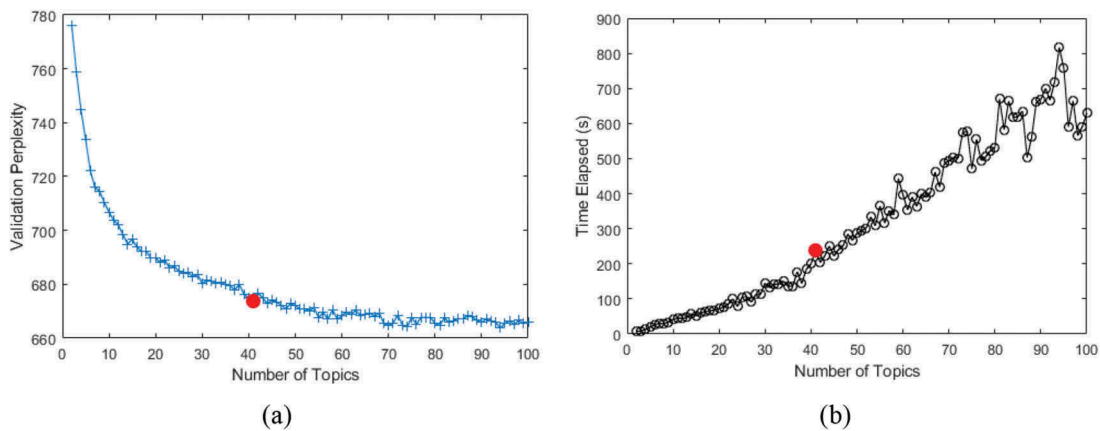 780
760
740
720
700
680
660
0 10 20 30 40 50 60 70 80 90 100
Number of Topics
Validation Perplexity
(a)
900
800
700
600
500
400
300
200
100
0
0 10 20 30 40 50 60 70 80 90 100
Number of Topics
Time Elapsed (s)
(b)